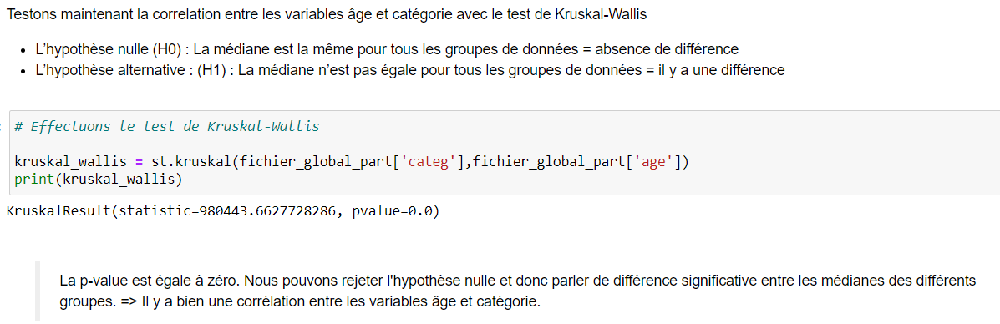 Testons maintenant la correlation entre les variables âge et catégorie avec le test de Kruskal-Wallis
• L’hypothèse nulle (H0) : La médiane est la même pour tous les groupes de données = absence de différence
• L’hypothèse alternative : (H1) : La médiane n’est pas égale pour tous les groupes de données = il y a une différence
# Effectuons le test de Kruskal-Wallis
kruskal_wallis = st.kruskal(fichier_global_part['categ'],fichier_global_part['age'])
print(kruskal_wallis)
KruskalResult(statistic=980443.6627728286, pvalue=0.0)
La p-value est égale à zéro. Nous pouvons rejeter l'hypothèse nulle et donc parler de différence significative entre les médianes des différents
groupes. => Il y a bien une corrélation entre les variables âge et catégorie.